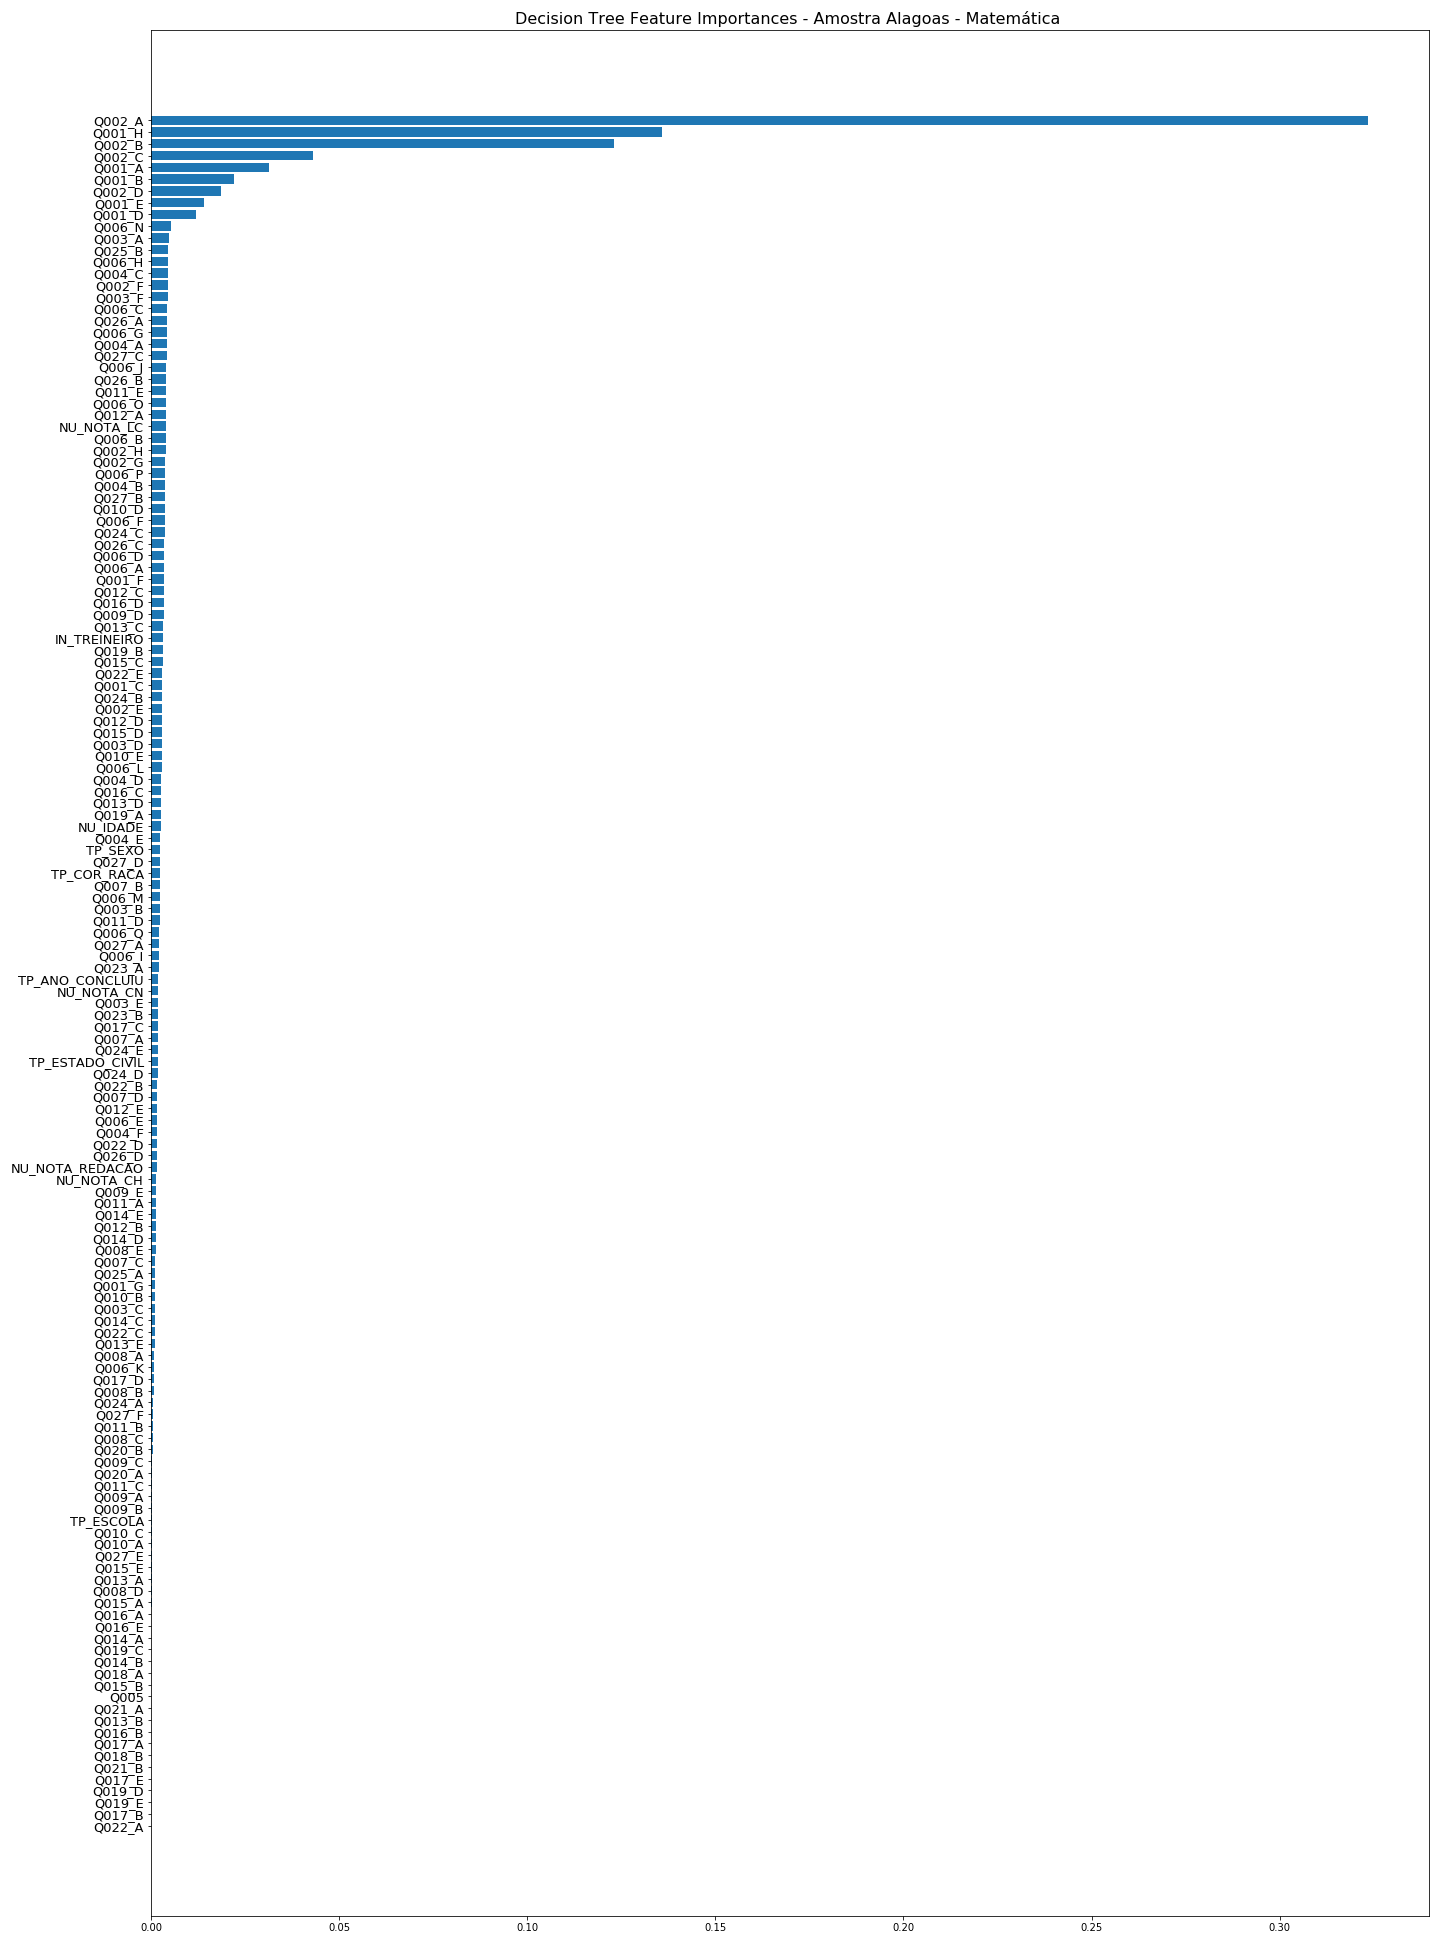 Decision Tree Feature Importances - Amostra Alagoas - Matemática
Q002_A
Q001_H
Q002_B
Q002_C
Q001_A
Q001_B
Q002_D
Q001_E
Q001_D
Q006_N
Q003_A
Q025_B
Q006_H
Q004_C
Q002_F
Q003_F
Q006_C
Q026_A
Q006_G
Q004_A
Q027_C
Q006_J
Q026_B
Q011_E
Q006_O
Q012_A
NU_NOTA_LC
Q006_B
Q002_H
Q002_G
Q006_P
Q004_B
Q027_B
Q010_D
Q006_F
Q024_C
Q026_C
Q006_D
Q006_A
Q001_F
Q012_C
Q016_D
Q009_D
Q013_C
IN_TREINEIRO
Q019_B
Q015_C
Q022_E
Q001_C
Q024_B
Q002_E
Q012_D
Q015_D
Q003_D
Q010_E
Q006_L
Q004_D
Q016_C
Q013_D
Q019_A
NU_IDADE
Q004_E
TP_SEXO
Q027_D
TP_COR_RACA
Q007_B
Q006_M
Q003_B
Q011_D
Q006_Q
Q027_A
Q006_I
Q023_A
TP_ANO_CONCLUIU
NU_NOTA_CN
Q003_E
Q023_B
Q017_C
Q007_A
Q024_E
TP_ESTADO_CIVIL
Q024_D
Q022_B
Q007_D
Q012_E
Q006_E
Q004_F
Q022_D
Q026_D
NU_NOTA_REDACAO
NU_NOTA_CH
Q009_E
Q011_A
Q014_E
Q012_B
Q014_D
Q008_E
Q007_C
Q025_A
Q001_G
Q010_B
Q003_C
Q014_C
Q022_C
Q013_E
Q008_A
Q006_K
Q017_D
Q008_B
Q024_A
Q027_F
Q011_B
Q008_C
Q020_B
Q009_C
Q020_A
Q011_C
Q009_A
Q009_B
TP_ESCOLA
Q010_C
Q010_A
Q027_E
Q015_E
Q013_A
Q008_D
Q015_A
Q016_A
Q016_E
Q014_A
Q019_C
Q014_B
Q018_A
Q015_B
Q005
Q021_A
Q013_B
Q016_B
Q017_A
Q018_B
Q021_B
Q017_E
Q019_D
Q019_E
Q017_B
Q022_A
0.00 0.05 0.10 0.15 0.20 0.25 0.30